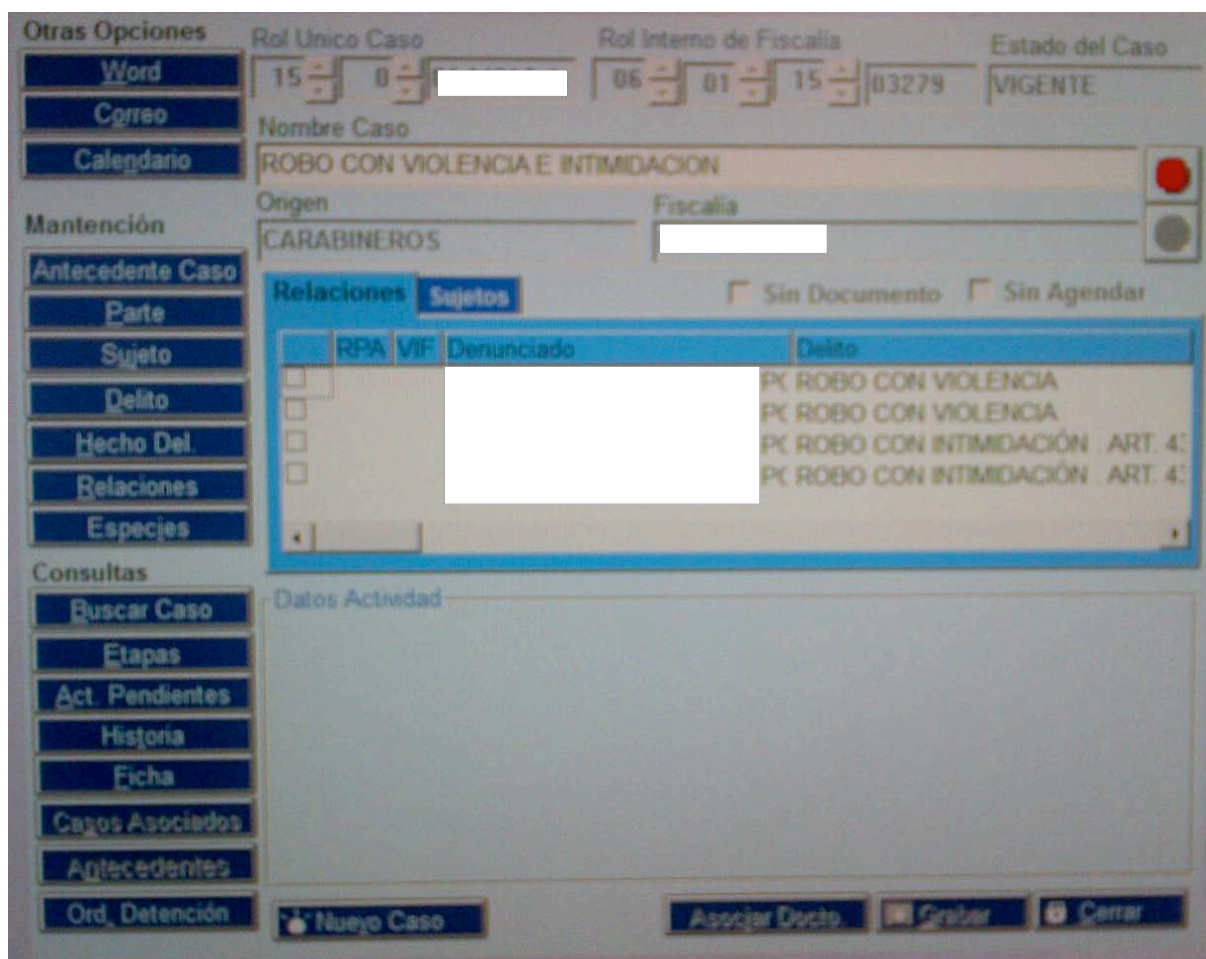 Otras Opciones
Word
Correo
Calendario
Mantención
Antecedente Caso
Parte
Sujeto
Delito
Hecho Del.
Relaciones
Especies
Consultas
Buscar Caso
Etapas
Act. Pendientes
Historia
Ficha
Casos Asociados
Antecedentes
Ord. Detención
Rol Unico Caso
15 0
Rol Interno de Fiscalía
06 01 15 03279
Estado del Caso
VIGENTE
Nombre Caso
ROBO CON VIOLENCIA E INTIMIDACION
Origen
CARABINEROS
Fiscalía
Relaciones Sujetos Sin Documento Sin Agendar
RPA VIF Denunciado Delito
ROBO CON VIOLENCIA
ROBO CON VIOLENCIA
ROBO CON INTIMIDACIÓN . ART. 43
ROBO CON INTIMIDACIÓN . ART. 43
Datos Actividad
Nuevo Caso Asociar Docto. Grabar Cerrar